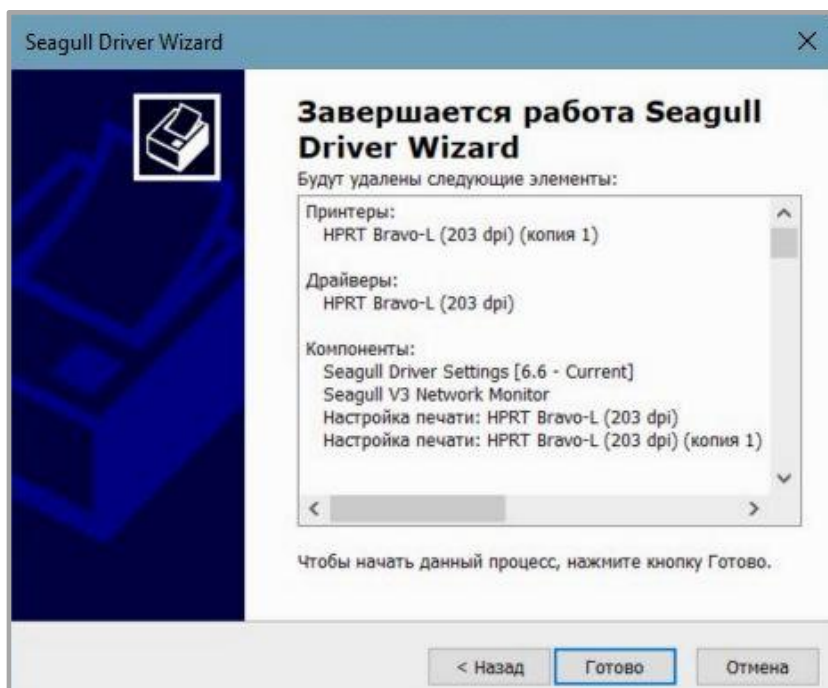 Seagull Driver Wizard
Завершается работа Seagull
Driver Wizard
Будут удалены следующие элементы:
Принтеры:
HPRT Bravo-L (203 dpi) (копия 1)
Драйверы:
HPRT Bravo-L (203 dpi)
Компоненты:
Seagull Driver Settings [6.6 - Current]
Seagull V3 Network Monitor
Настройка печати: HPRT Bravo-L (203 dpi)
Настройка печати: HPRT Bravo-L (203 dpi) (копия 1)
Чтобы начать данный процесс, нажмите кнопку Готово.
< Назад
Готово
Отмена